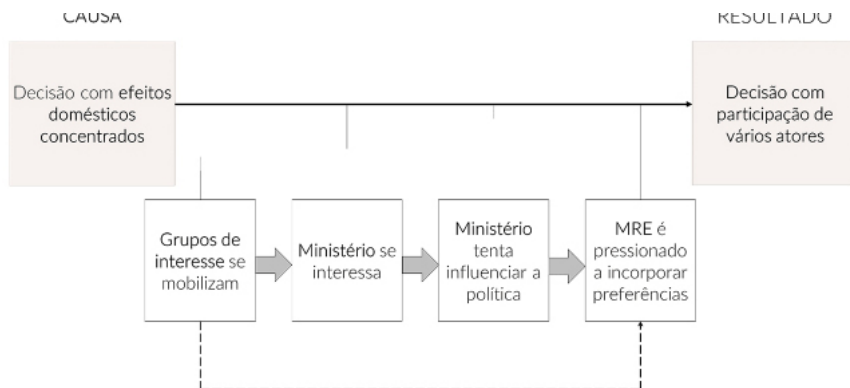 CAUSA
RESULTADO
Decisão com efeitos
domésticos
concentrados
Decisão com
participação de
vários atores
Grupos de
interesse se
mobilizam
Ministério se
interessa
Ministério
tenta
influenciar a
política
MRE é
pressionado
a incorporar
preferências